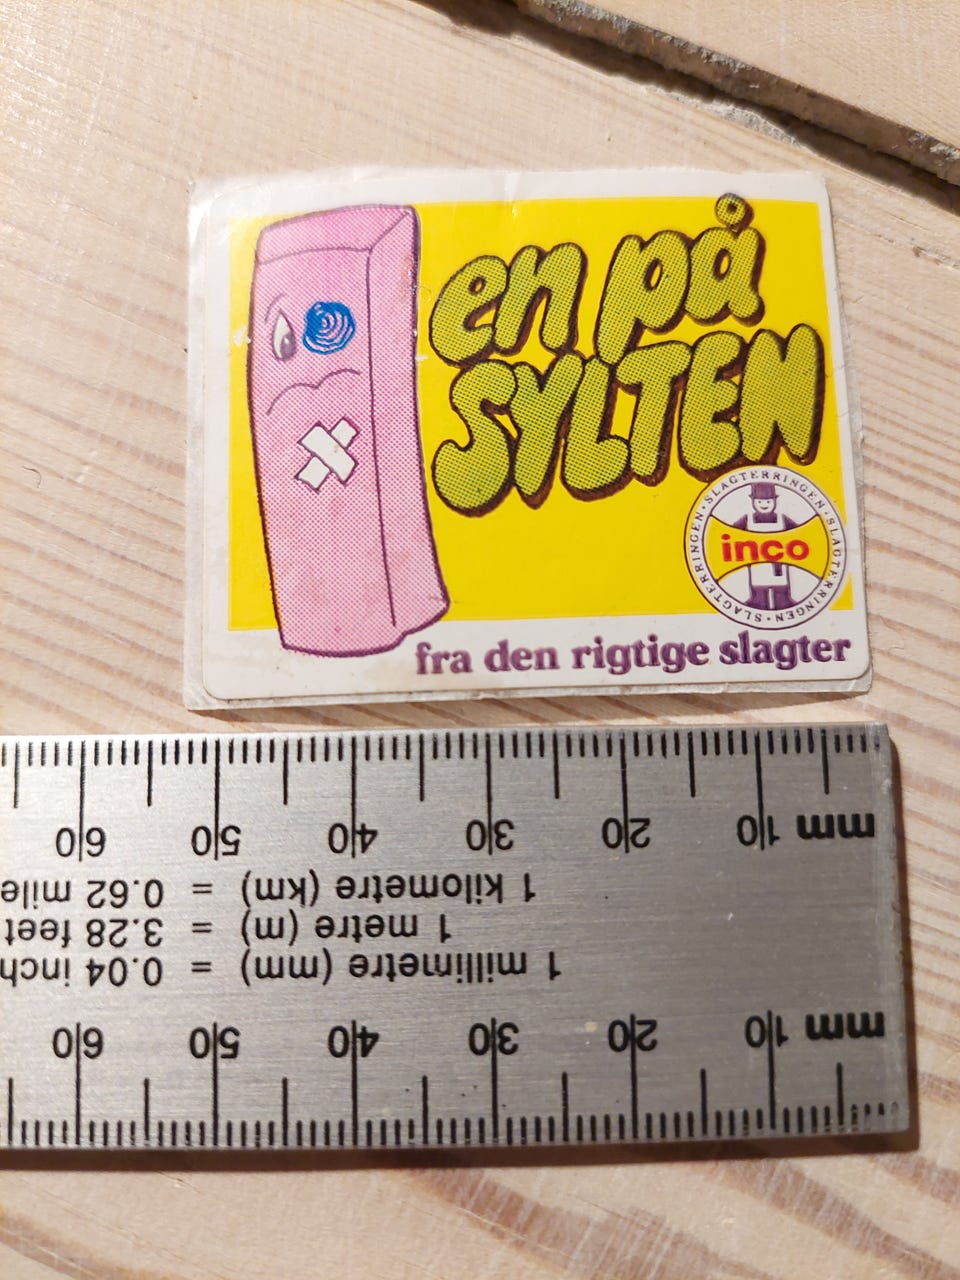 en på
SYLTEN
SLAGTERRINGEN · SLAGTERRINGEN · SLAGTERRINGEN ·
inco
fra den rigtige slagter
mm 10 20 30 40 50 60
1 millimetre (mm) = 0.04 inch
1 metre (m) = 3.28 feet
1 kilometre (km) = 0.62 mile
mm 10 20 30 40 50 60